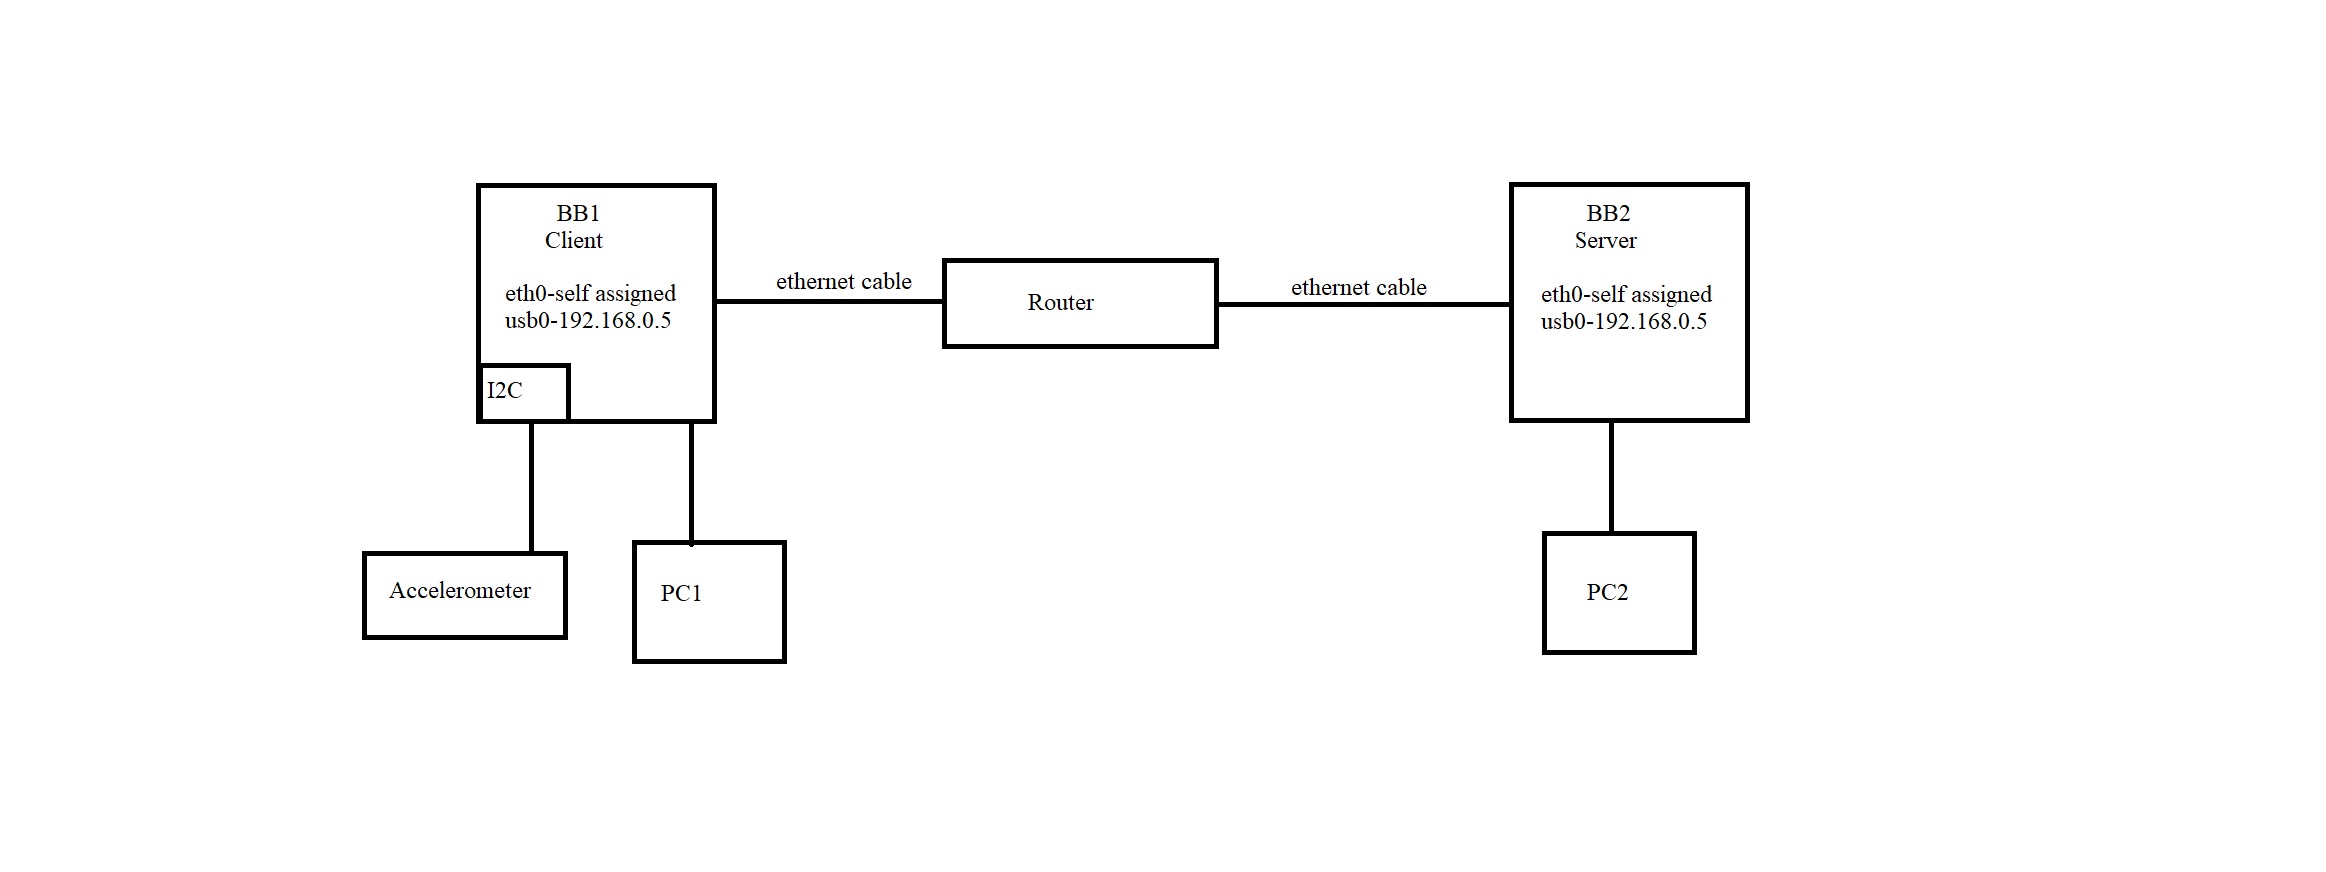 BB1
Client
eth0-self assigned
usb0-192.168.0.5
I2C
ethernet cable
Router
ethernet cable
BB2
Server
eth0-self assigned
usb0-192.168.0.5
Accelerometer
PC1
PC2